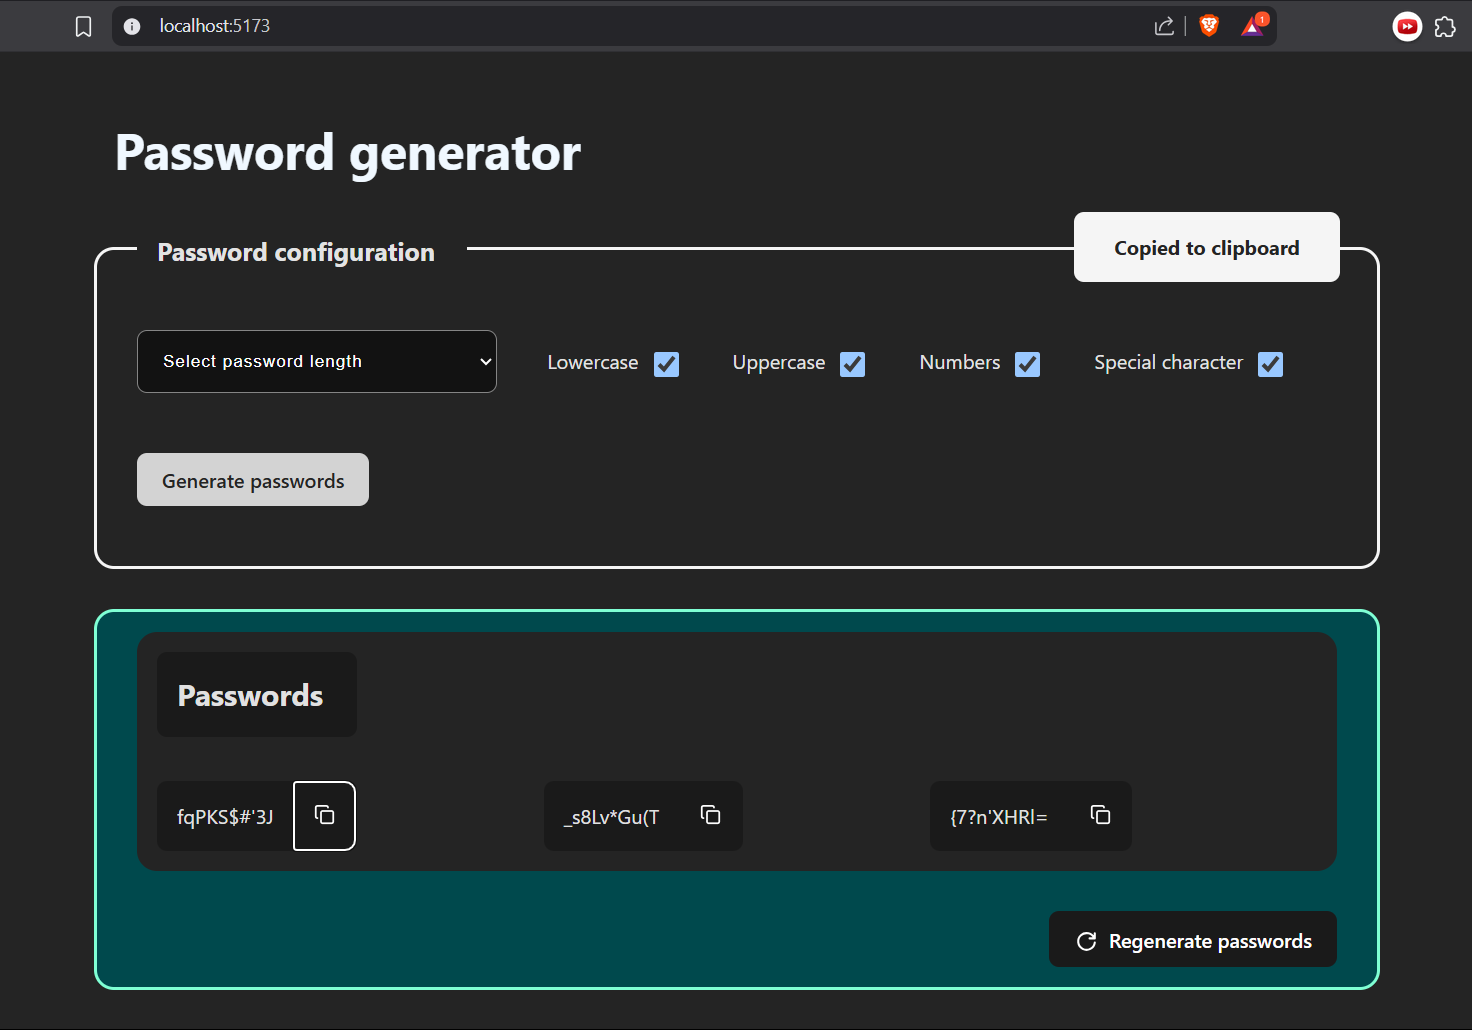 localhost:5173
1
Password generator
Copied to clipboard
Password configuration
Select password length
Lowercase
Uppercase
Numbers
Special character
Generate passwords
Passwords
fqPKS$#'3J
_s8Lv*Gu(T
{7?n'XHRl=
Regenerate passwords